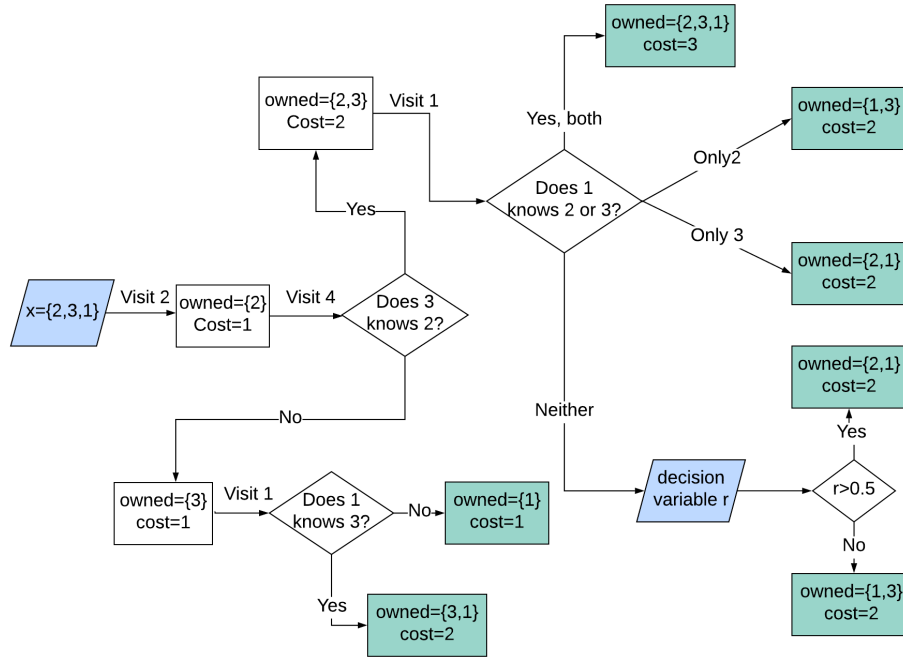 owned={2,3,1}
cost=3
owned={2,3}
Cost=2
Visit 1
Yes, both
owned={1,3}
cost=2
Only2
Does 1
knows 2 or 3?
Yes
Only 3
owned={2,1}
cost=2
x={2,3,1}
Visit 2
owned={2}
Cost=1
Visit 4
Does 3
knows 2?
owned={2,1}
cost=2
No
Neither
Yes
owned={3}
cost=1
Visit 1
Does 1
knows 3?
No
owned={1}
cost=1
decision
variable r
r>0.5
No
Yes
owned={3,1}
cost=2
owned={1,3}
cost=2